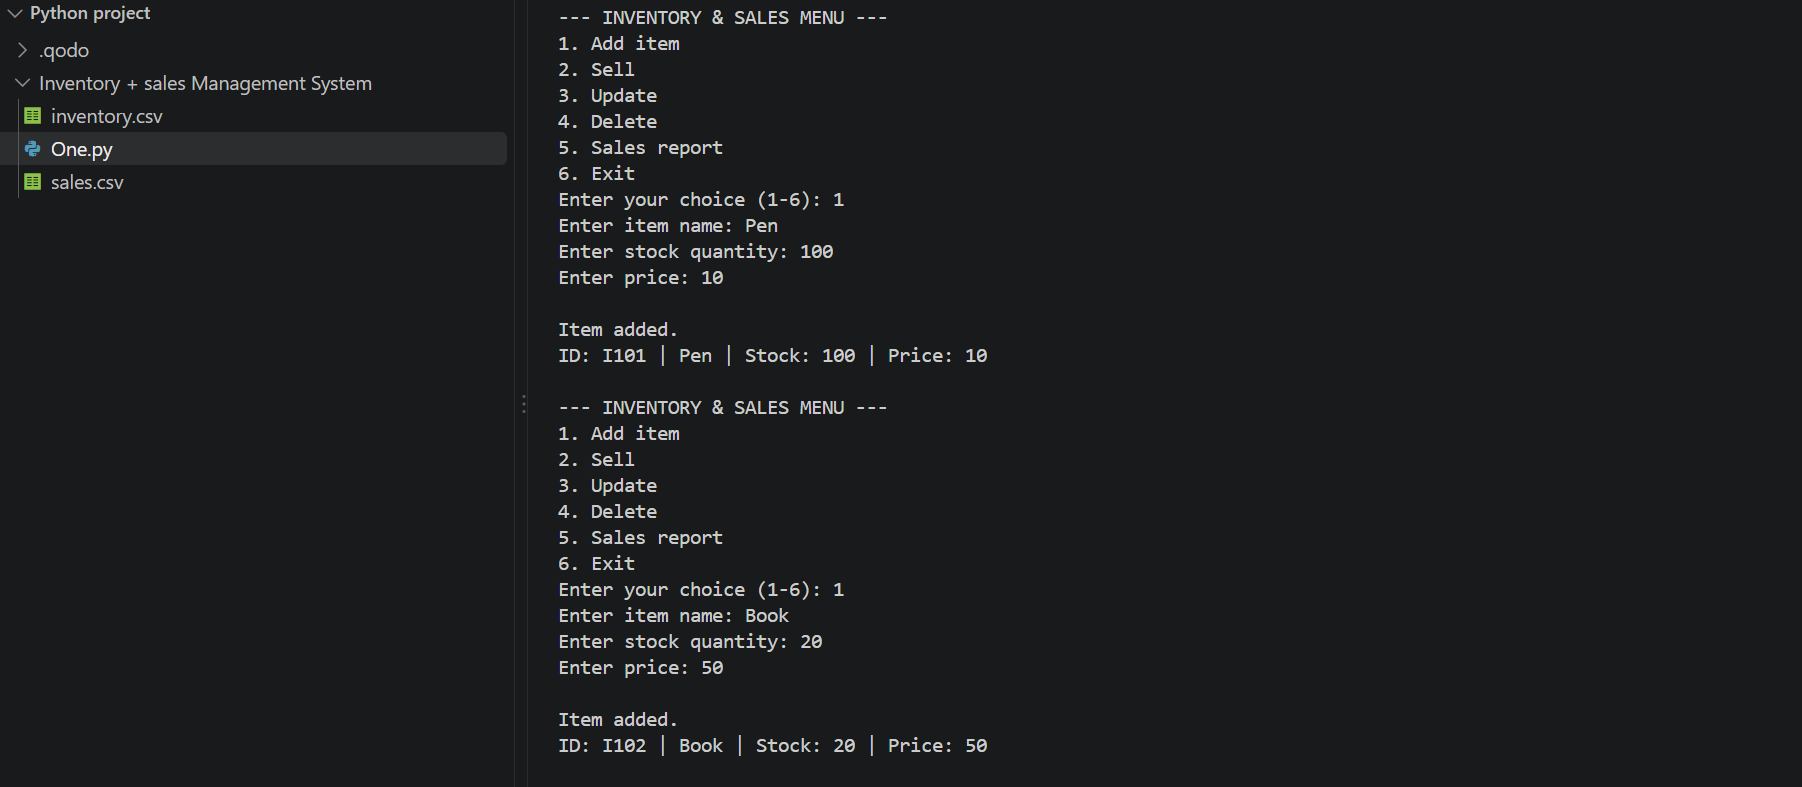 Python project
.qodo
Inventory + sales Management System
inventory.csv
One.py
sales.csv
--- INVENTORY & SALES MENU ---
1. Add item
2. Sell
3. Update
4. Delete
5. Sales report
6. Exit
Enter your choice (1-6): 1
Enter item name: Pen
Enter stock quantity: 100
Enter price: 10
Item added.
ID: I101 | Pen | Stock: 100 | Price: 10
--- INVENTORY & SALES MENU ---
1. Add item
2. Sell
3. Update
4. Delete
5. Sales report
6. Exit
Enter your choice (1-6): 1
Enter item name: Book
Enter stock quantity: 20
Enter price: 50
Item added.
ID: I102 | Book | Stock: 20 | Price: 50